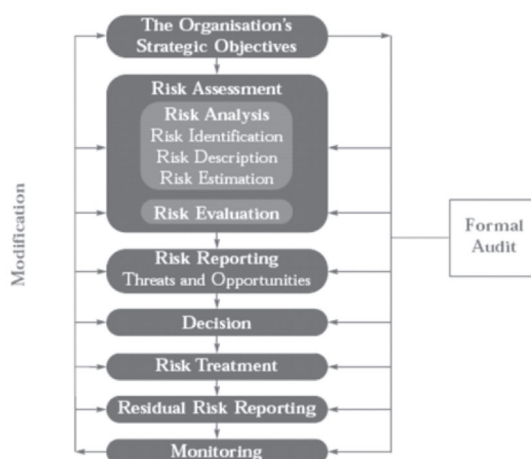 The Organisation's
Strategic Objectives
Risk Assessment
Risk Analysis
Risk Identification
Risk Description
Risk Estimation
Risk Evaluation
Modification
Formal
Audit
Risk Reporting
Threats and Opportunities
Decision
Risk Treatment
Residual Risk Reporting
Monitoring